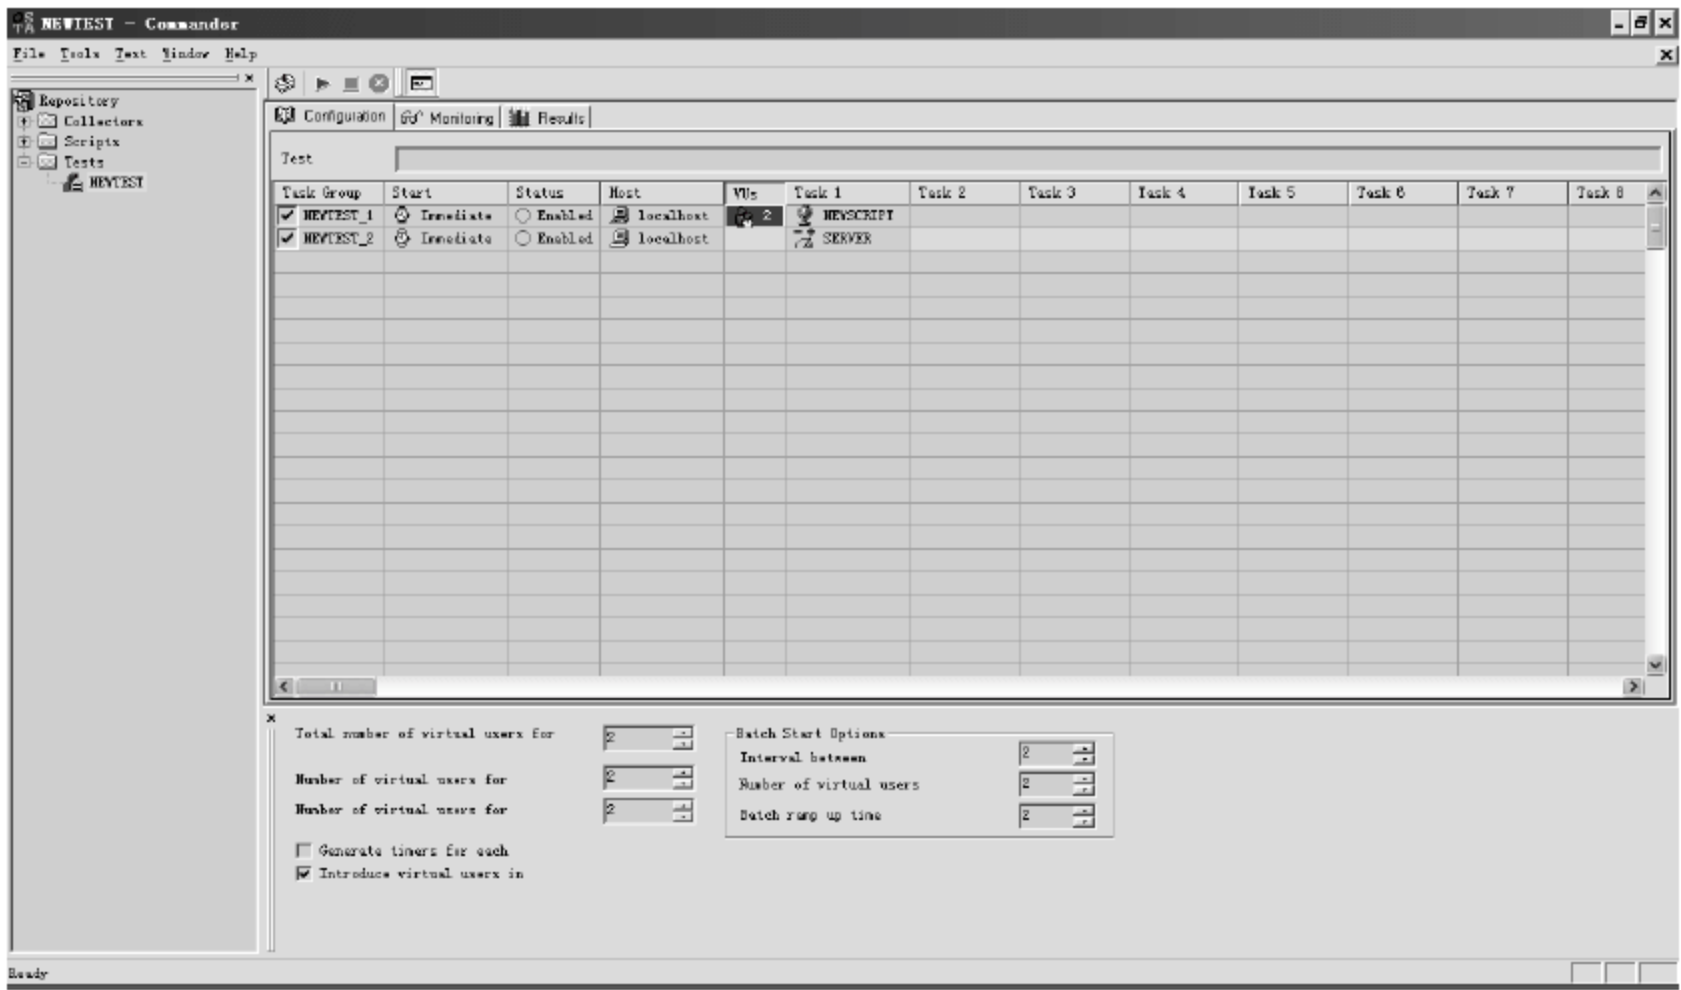 NEWTEST - Commander
File Tools Test Window Help
Repository
Collectors
Scripts
Tests
NEWTEST
Configuration Monitoring Results
Test
Task Group Start Status Host VUs Task 1 Task 2 Task 3 Task 4 Task 5 Task 6 Task 7 Task 8
NEWTEST_1 Immediate Enabled localhost 2 NEWSCRIPT
NEWTEST_2 Immediate Enabled localhost SERVER
Total number of virtual users for 2
Number of virtual users for 2
Number of virtual users for 2
Generate timers for each
Introduce virtual users in
Batch Start Options
Interval between 2
Number of virtual users 2
Batch ramp up time 2
Ready